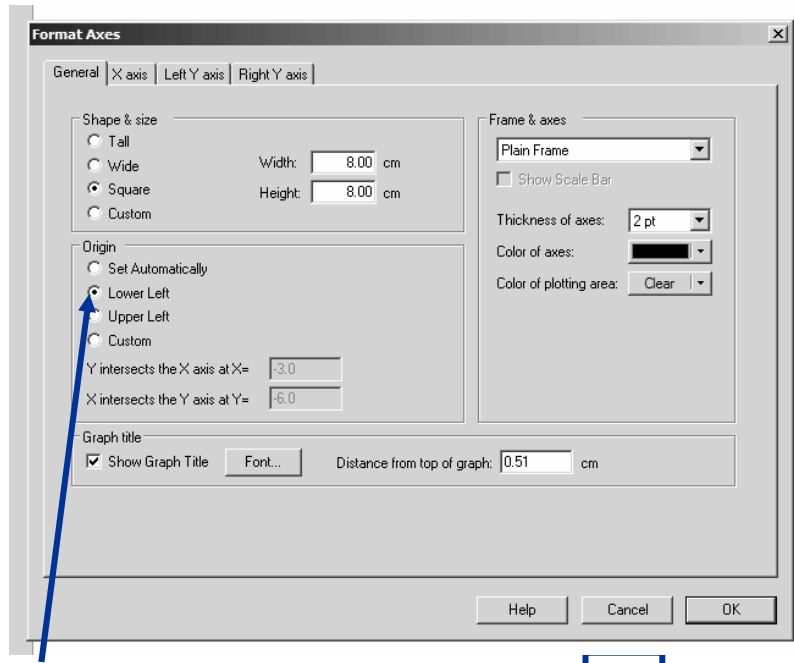 Format Axes
General X axis Left Y axis Right Y axis
Shape & size
Tall
Wide
Square
Custom
Width: 8.00 cm
Height: 8.00 cm
Origin
Set Automatically
Lower Left
Upper Left
Custom
Y intersects the X axis at X= -3.0
X intersects the Y axis at Y= -6.0
Frame & axes
Plain Frame
Show Scale Bar
Thickness of axes: 2 pt
Color of axes:
Color of plotting area: Clear
Graph title
Show Graph Title Font... Distance from top of graph: 0.51 cm
Help Cancel OK